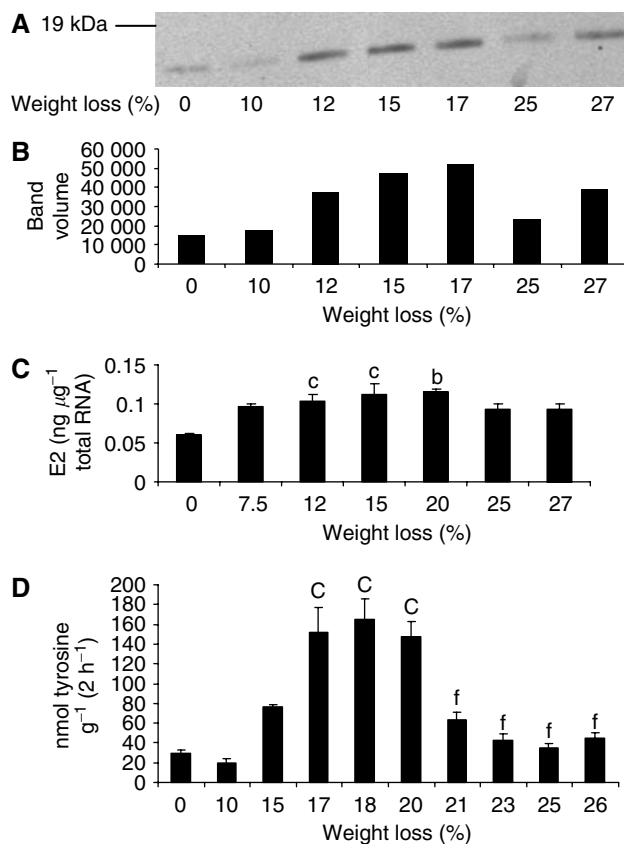 A
19 kDa
Weight loss (%) 0 10 12 15 17 25 27
B
Band volume
60 000
50 000
40 000
30 000
20 000
10 000
0
0 10 12 15 17 25 27
Weight loss (%)
C
E2 (ng μg⁻¹ total RNA)
0.15
0.1
0.05
0
c c b
0 7.5 12 15 20 25 27
Weight loss (%)
D
nmol tyrosine g⁻¹ (2 h⁻¹)
200
180
160
140
120
100
80
60
40
20
0
C C C f f f f
0 10 15 17 18 20 21 23 25 26
Weight loss (%)